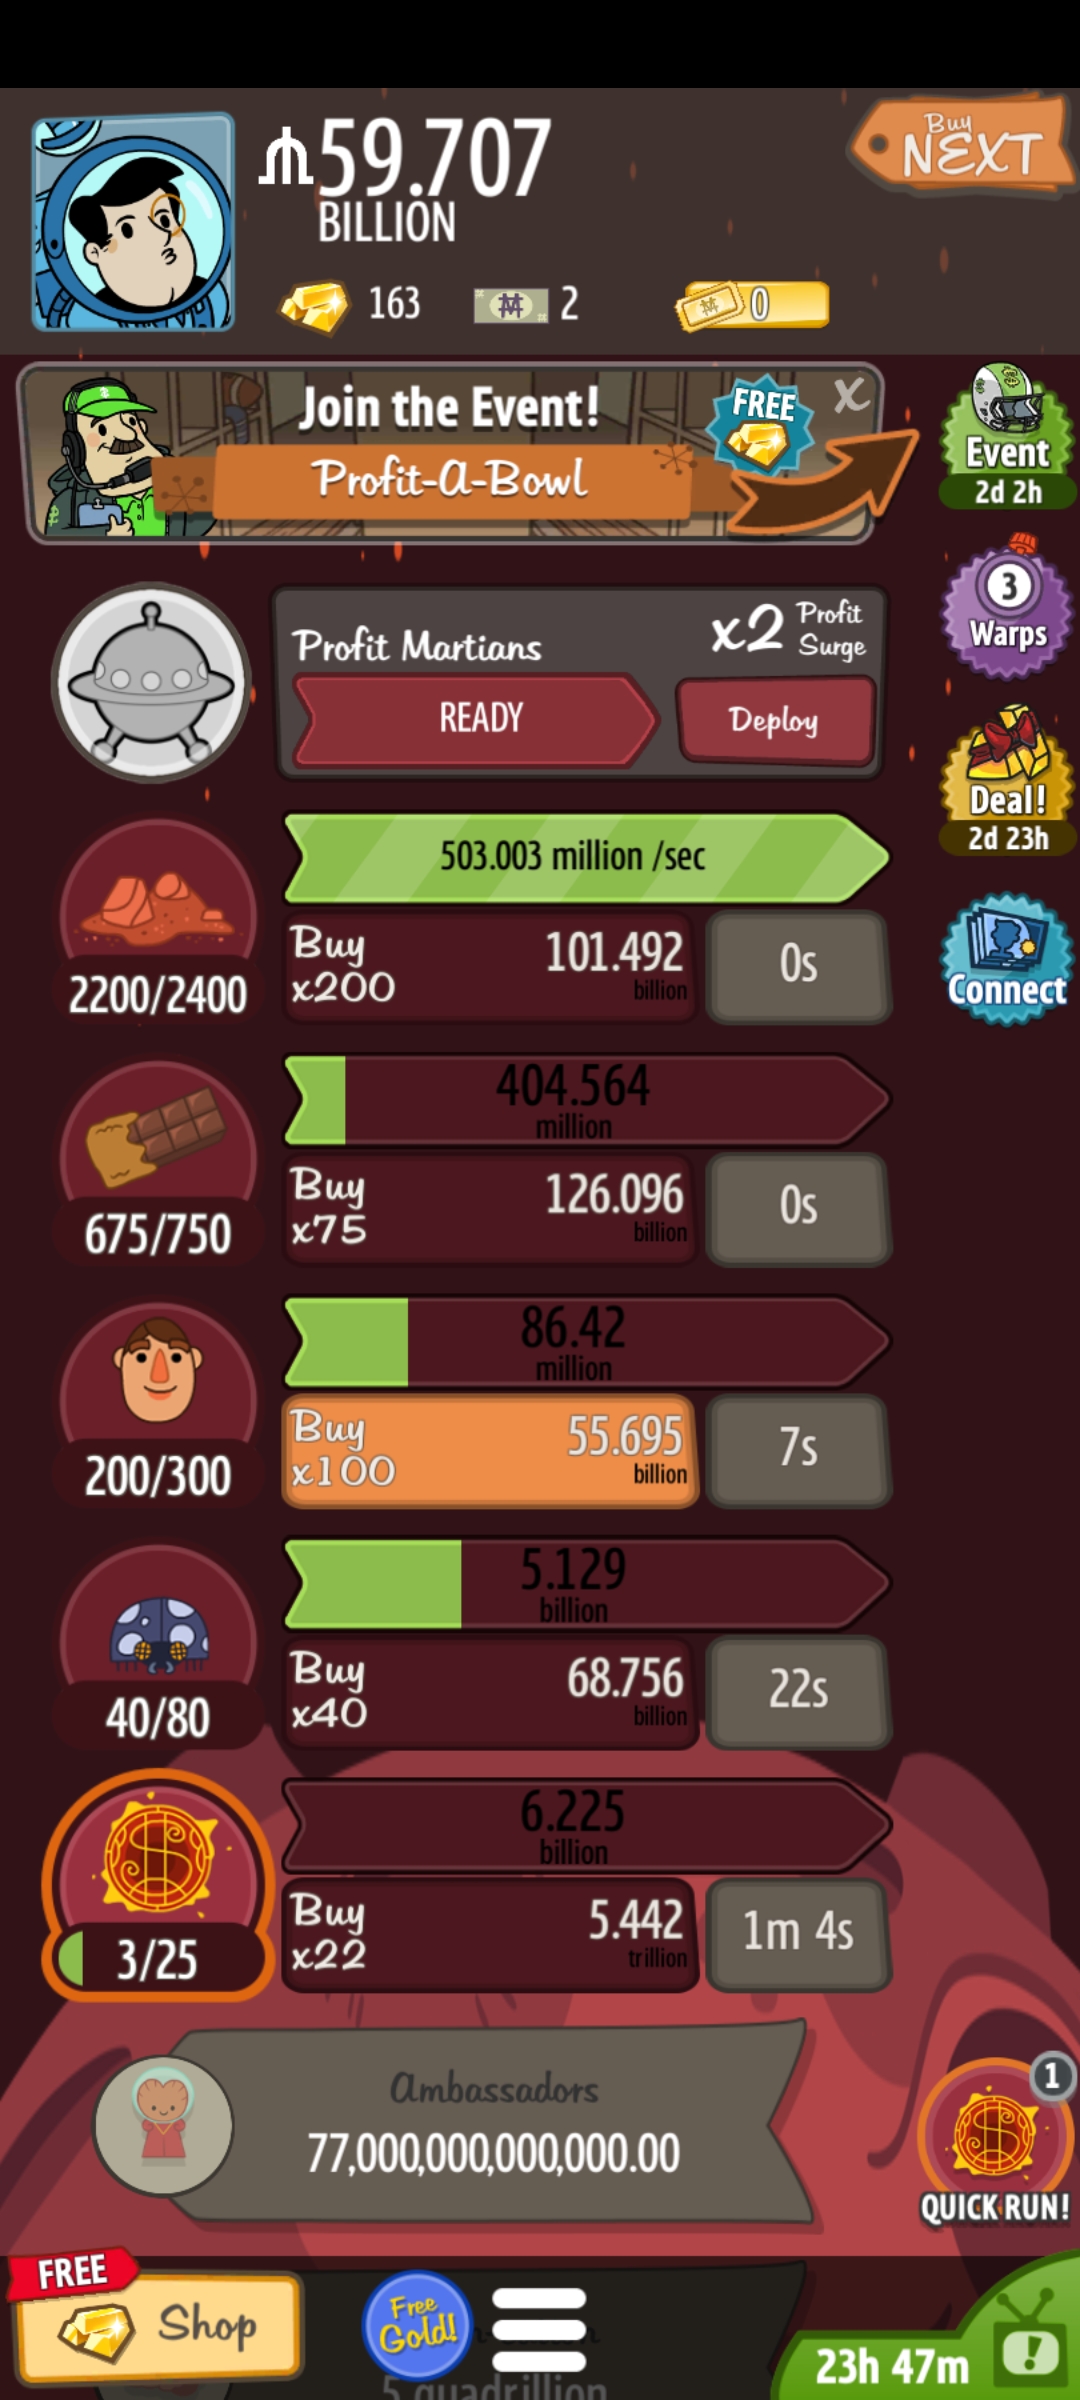 59.707
BILLION
Buy
NEXT
163
2
0
Join the Event!
Profit-A-Bowl
FREE
X
Event
2d 2h
3
Warps
Profit Martians
x2 Profit Surge
READY
Deploy
Deal!
2d 23h
503.003 million /sec
Buy
x200
101.492
billion
0s
2200/2400
Connect
404.564
million
Buy
x75
126.096
billion
0s
675/750
86.42
million
Buy
x100
55.695
billion
7s
200/300
5.129
billion
Buy
x40
68.756
billion
22s
40/80
6.225
billion
Buy
x22
5.442
trillion
1m 4s
3/25
Ambassadors
77,000,000,000,000.00
1
QUICK RUN!
FREE
Shop
Free
Gold!
23h 47m
5 quadrillion